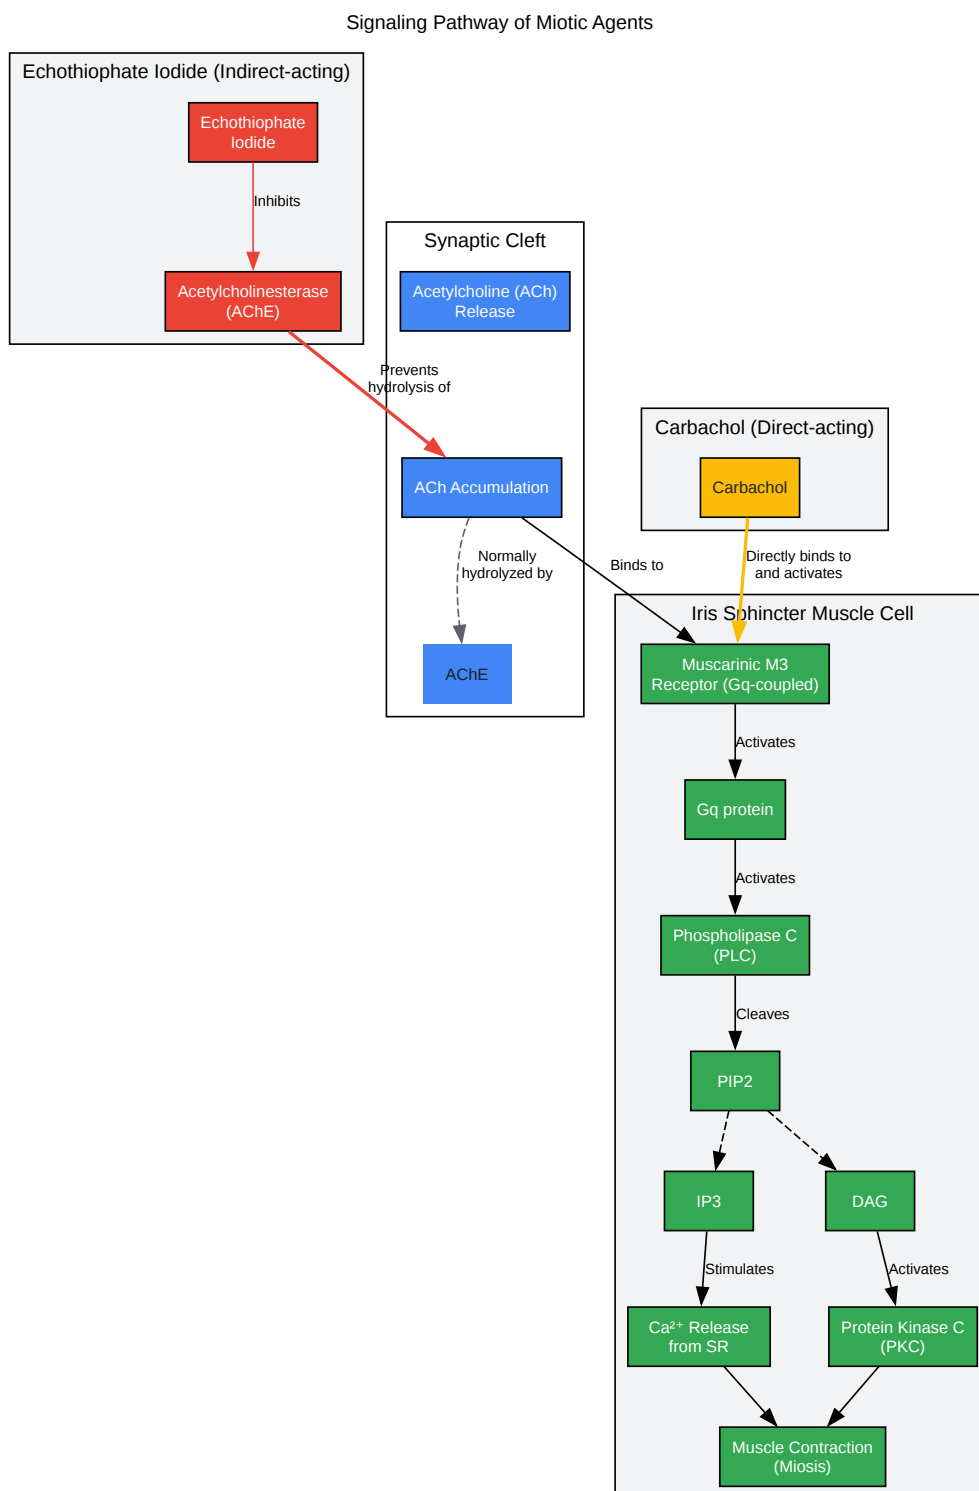 Signaling Pathway of Miotic Agents
Echothiophate Iodide (Indirect-acting)
Echothiophate
Iodide
Inhibits
Acetylcholinesterase
(AChE)
Synaptic Cleft
Acetylcholine (ACh)
Release
Prevents
hydrolysis of
ACh Accumulation
Normally
hydrolyzed by
AChE
Binds to
Carbachol (Direct-acting)
Carbachol
Directly binds to
and activates
Iris Sphincter Muscle Cell
Muscarinic M3
Receptor (Gq-coupled)
Activates
Gq protein
Activates
Phospholipase C
(PLC)
Cleaves
PIP2
IP3
DAG
Stimulates
Activates
Ca²⁺ Release
from SR
Protein Kinase C
(PKC)
Muscle Contraction
(Miosis)